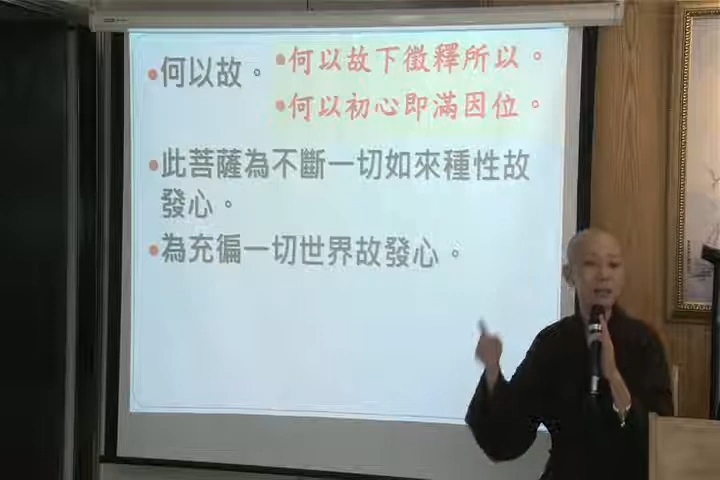 何以故。
•何以故下徵釋所以。
•何以初心即滿因位。
•此菩薩為不斷一切如來種性故
發心。
•為充徧一切世界故發心。